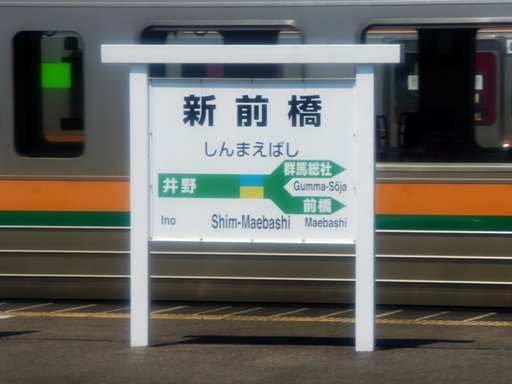 新前橋
しんまえばし
群馬総社
井野
Gumma-Sōja
前橋
Ino
Shim-Maebashi
Maebashi